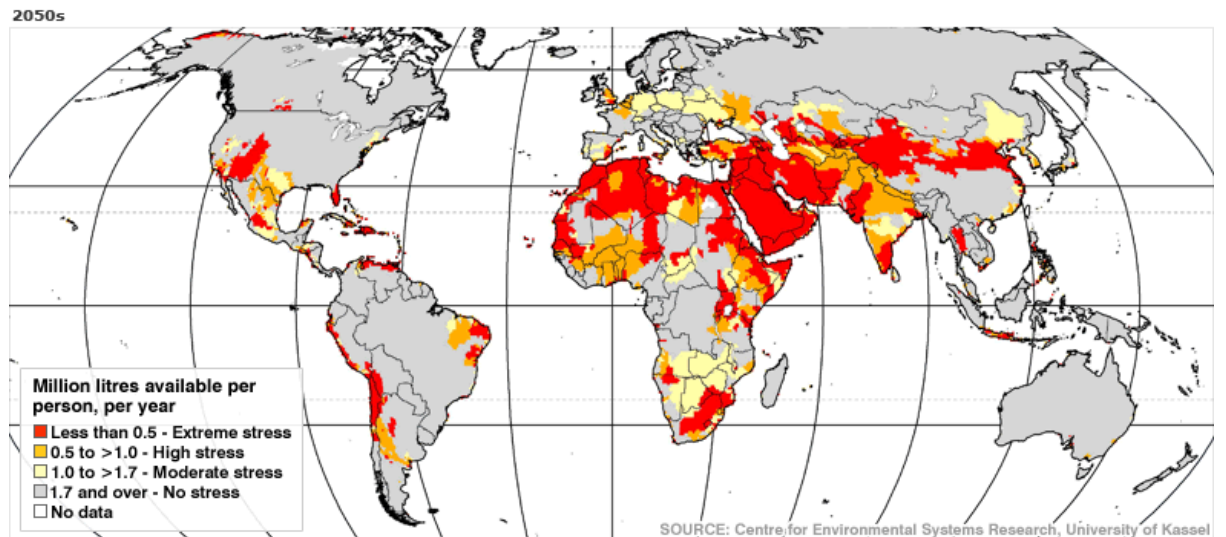 2050s
Million litres available per
person, per year
Less than 0.5 - Extreme stress
0.5 to >1.0 - High stress
1.0 to >1.7 - Moderate stress
1.7 and over - No stress
No data
SOURCE: Centre for Environmental Systems Research, University of Kassel